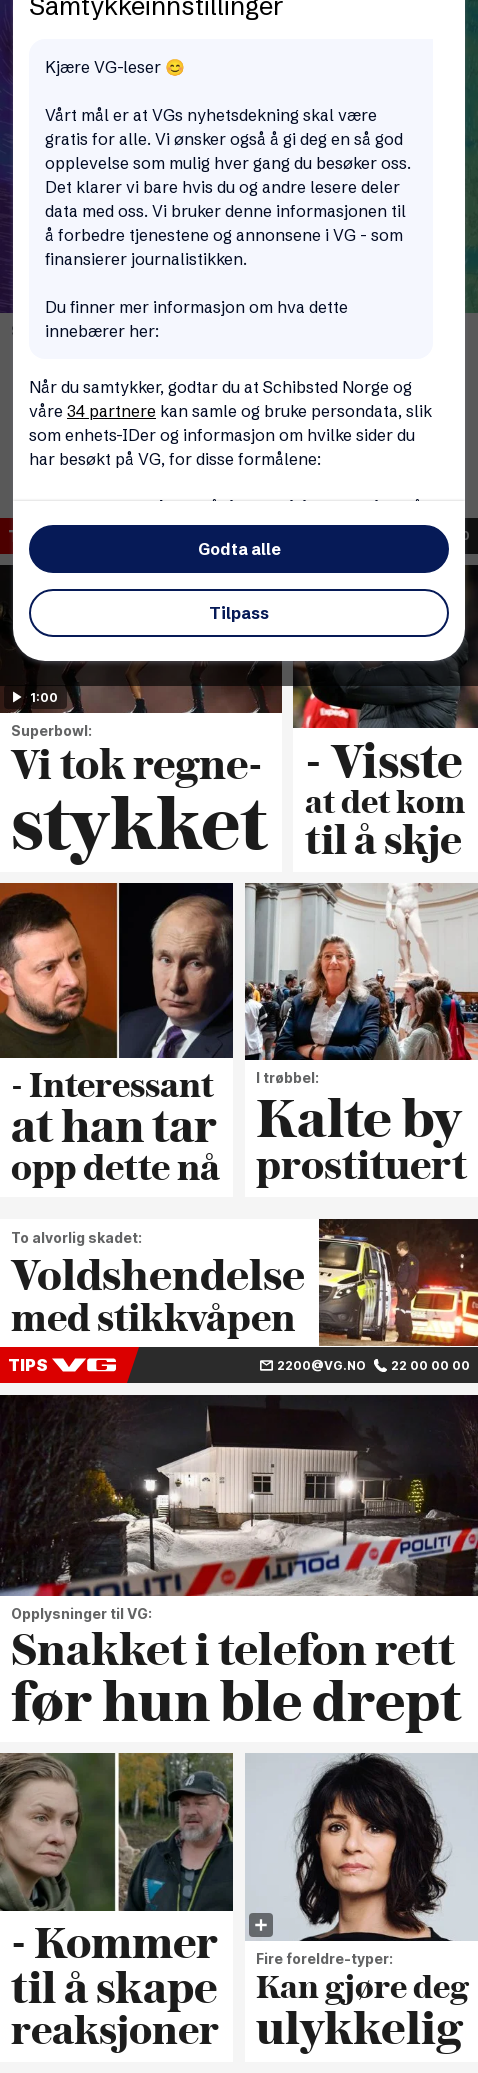 Samtykkeinnstillinger
Kjære VG-leser 😊
Vårt mål er at VGs nyhetsdekning skal være
gratis for alle. Vi ønsker også å gi deg en så god
opplevelse som mulig hver gang du besøker oss.
Det klarer vi bare hvis du og andre lesere deler
data med oss. Vi bruker denne informasjonen til
å forbedre tjenestene og annonsene i VG - som
finansierer journalistikken.
Du finner mer informasjon om hva dette
innebærer her:
Når du samtykker, godtar du at Schibsted Norge og
våre 34 partnere kan samle og bruke persondata, slik
som enhets-IDer og informasjon om hvilke sider du
har besøkt på VG, for disse formålene:
Godta alle
Tilpass
1:00
Superbowl:
Vi tok regne-
stykket
- Visste
at det kom
til å skje
- Interessant
at han tar
opp dette nå
I trøbbel:
Kalte by
prostituert
To alvorlig skadet:
Voldshendelse
med stikkvåpen
TIPS VG 2200@VG.NO 22 00 00 00
POLITI POLITI POLITI
Opplysninger til VG:
Snakket i telefon rett
før hun ble drept
- Kommer
til å skape
reaksjoner
Fire foreldre-typer:
Kan gjøre deg
ulykkelig